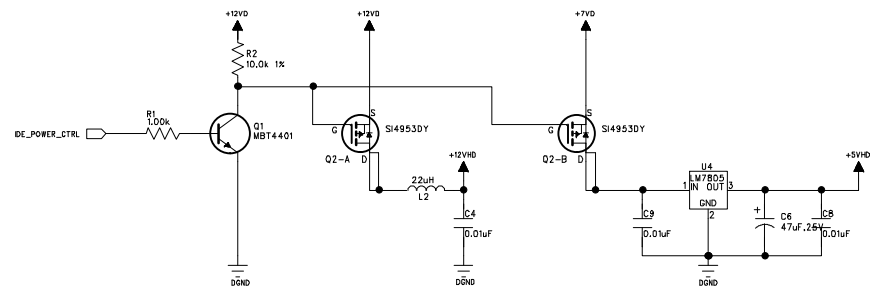 +12VD
+12VD
+7VD
R2
10.0k 1%
R1
1.00k
IDE_POWER_CTRL
Q1
MBT4401
S
G
D
SI4953DY
Q2-A
S
G
D
SI4953DY
Q2-B
22uH
L2
+12VHD
C4
0.01uF
U4
LM7805
IN OUT
GND
1
3
2
+5VHD
C9
0.01uF
+
C6
47uF,25V
C8
0.01uF
DGND
DGND
DGND